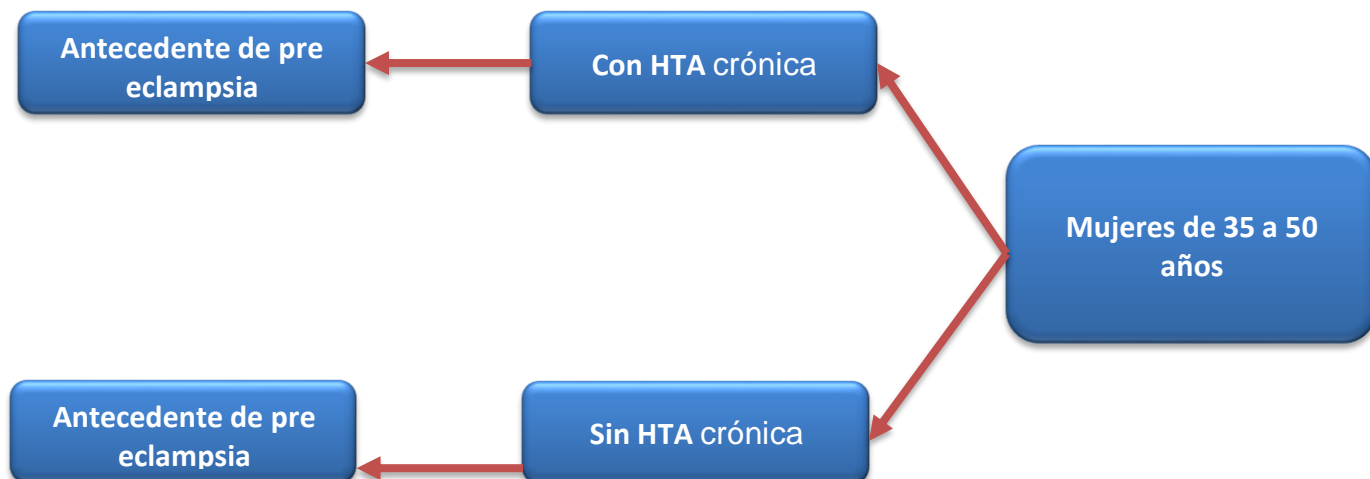 Antecedente de pre
eclampsia
Con HTA crónica
Mujeres de 35 a 50
años
Antecedente de pre
eclampsia
Sin HTA crónica